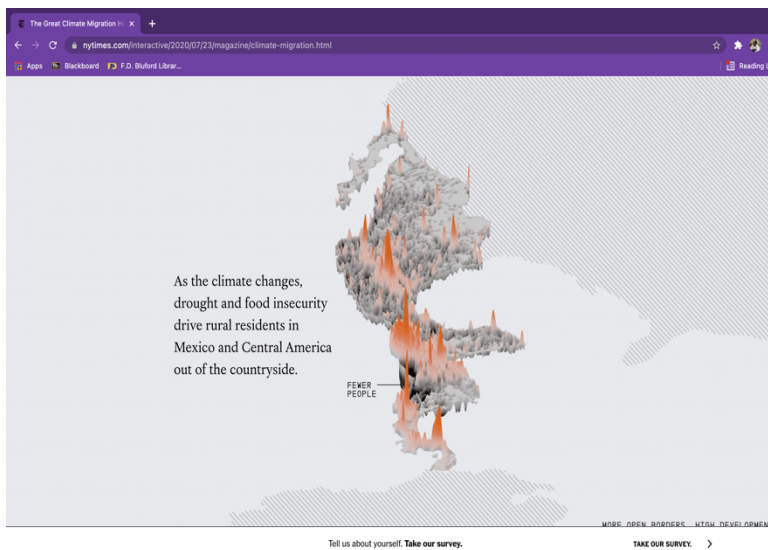 The Great Climate Migration H
nytimes.com/interactive/2020/07/23/magazine/climate-migration.html
Apps Blackboard F.D. Bluford Librar... Reading L
As the climate changes,
drought and food insecurity
drive rural residents in
Mexico and Central America
out of the countryside.
FEWER
PEOPLE
MORE OPEN BORDERS, HIGH DEVELOPMEN
Tell us about yourself. Take our survey. TAKE OUR SURVEY.